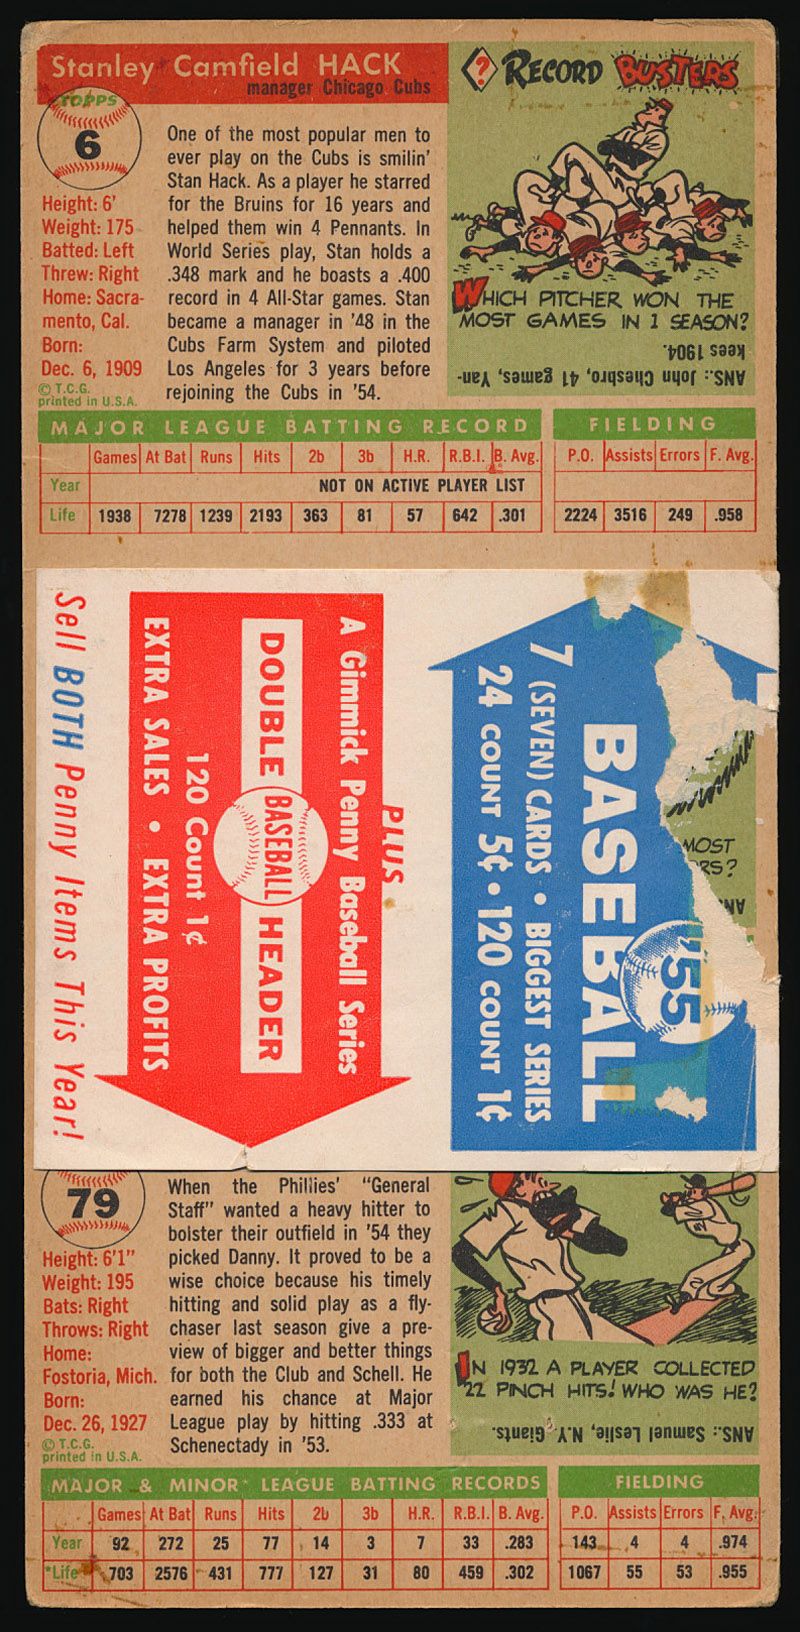 Stanley Camfield HACK
manager Chicago Cubs
TOPPS
6
Height: 6'
Weight: 175
Batted: Left
Threw: Right
Home: Sacra-
mento, Cal.
Born:
Dec. 6, 1909
© T.C.G.
printed in U.S.A.
One of the most popular men to
ever play on the Cubs is smilin'
Stan Hack. As a player he starred
for the Bruins for 16 years and
helped them win 4 Pennants. In
World Series play, Stan holds a
.348 mark and he boasts a .400
record in 4 All-Star games. Stan
became a manager in '48 in the
Cubs Farm System and piloted
Los Angeles for 3 years before
rejoining the Cubs in '54.
? RECORD BUSTERS
WHICH PITCHER WON THE
MOST GAMES IN 1 SEASON?
ANS.: John Chesbro, 41 games, Yan-
kees 1904.
MAJOR LEAGUE BATTING RECORD FIELDING
Games At Bat Runs Hits 2b 3b H.R. R.B.I. B. Avg. P.O. Assists Errors F. Avg.
Year NOT ON ACTIVE PLAYER LIST
Life 1938 7278 1239 2193 363 81 57 642 .301 2224 3516 249 .958
'55
BASEBALL
7 (SEVEN) CARDS • BIGGEST SERIES
24 COUNT 5¢ • 120 COUNT 1¢
PLUS
A Gimmick Penny Baseball Series
DOUBLE BASEBALL HEADER
120 Count 1¢
EXTRA SALES • EXTRA PROFITS
Sell BOTH Penny Items This Year!
MOST
RS?
AN
79
Height: 6'1"
Weight: 195
Bats: Right
Throws: Right
Home:
Fostoria, Mich.
Born:
Dec. 26, 1927
© T.C.G.
printed in U.S.A.
When the Phillies' "General
Staff" wanted a heavy hitter to
bolster their outfield in '54 they
picked Danny. It proved to be a
wise choice because his timely
hitting and solid play as a fly-
chaser last season give a pre-
view of bigger and better things
for both the Club and Schell. He
earned his chance at Major
League play by hitting .333 at
Schenectady in '53.
NY
IN 1932 A PLAYER COLLECTED
22 PINCH HITS! WHO WAS HE?
ANS.: Samuel Leslie, N.Y. Giants.
MAJOR & MINOR* LEAGUE BATTING RECORDS FIELDING
Games At Bat Runs Hits 2b 3b H.R. R.B.I. B. Avg. P.O. Assists Errors F. Avg.
Year 92 272 25 77 14 3 7 33 .283 143 4 4 .974
*Life 703 2576 431 777 127 31 80 459 .302 1067 55 53 .955